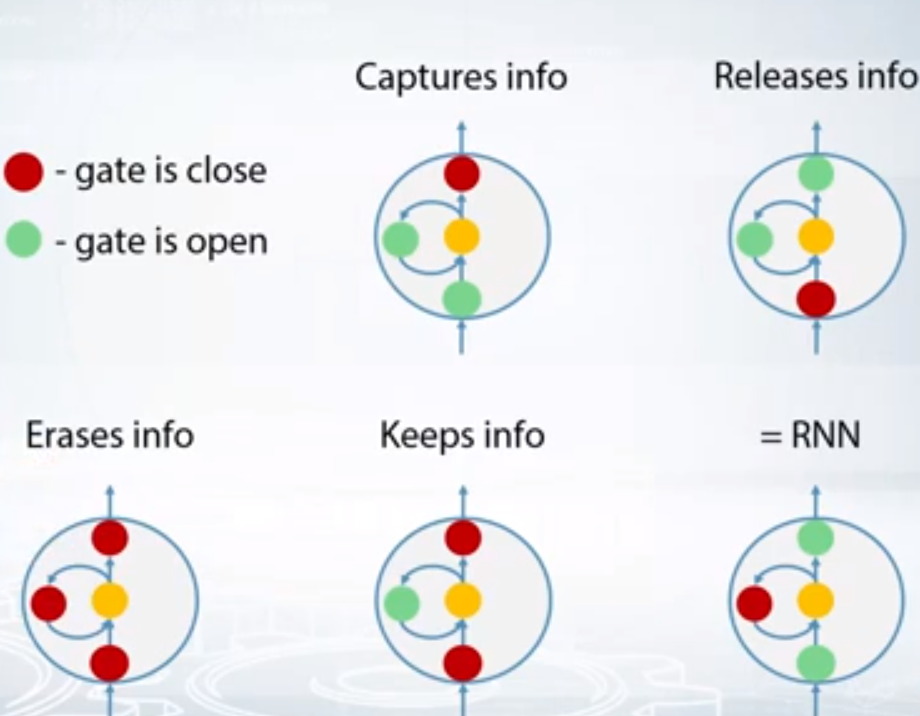 Captures info
Releases info
- gate is close
- gate is open
Erases info
Keeps info
= RNN